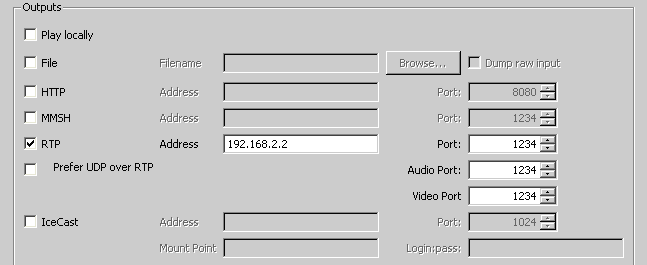 Outputs
Play locally
File Filename Browse... Dump raw input
HTTP Address Port: 8080
MMSH Address Port: 1234
RTP Address 192.168.2.2 Port: 1234
Prefer UDP over RTP Audio Port: 1234
Video Port 1234
IceCast Address Port: 1024
Mount Point Login:pass: